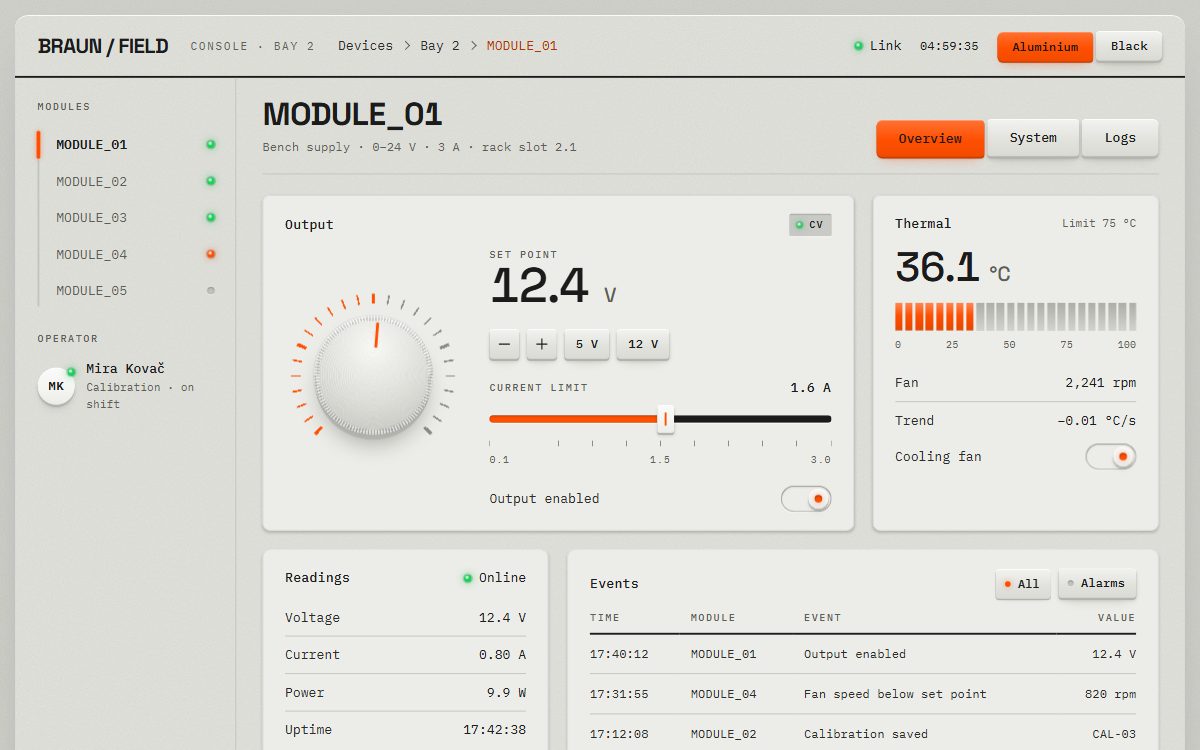 BRAUN / FIELD CONSOLE · BAY 2 Devices > Bay 2 > MODULE_01 Link 04:59:35 Aluminium Black
MODULES
MODULE_01
MODULE_02
MODULE_03
MODULE_04
MODULE_05
OPERATOR
MK
Mira Kovač
Calibration · on
shift
MODULE_01
Bench supply · 0–24 V · 3 A · rack slot 2.1
Overview System Logs
Output CV
SET POINT
12.4 V
− + 5 V 12 V
CURRENT LIMIT 1.6 A
0.1 1.5 3.0
Output enabled
Thermal Limit 75 °C
36.1 °C
0 25 50 75 100
Fan 2,241 rpm
Trend −0.01 °C/s
Cooling fan
Readings Online
Voltage 12.4 V
Current 0.80 A
Power 9.9 W
Uptime 17:42:38
Events All Alarms
TIME MODULE EVENT VALUE
17:40:12 MODULE_01 Output enabled 12.4 V
17:31:55 MODULE_04 Fan speed below set point 820 rpm
17:12:08 MODULE_02 Calibration saved CAL-03